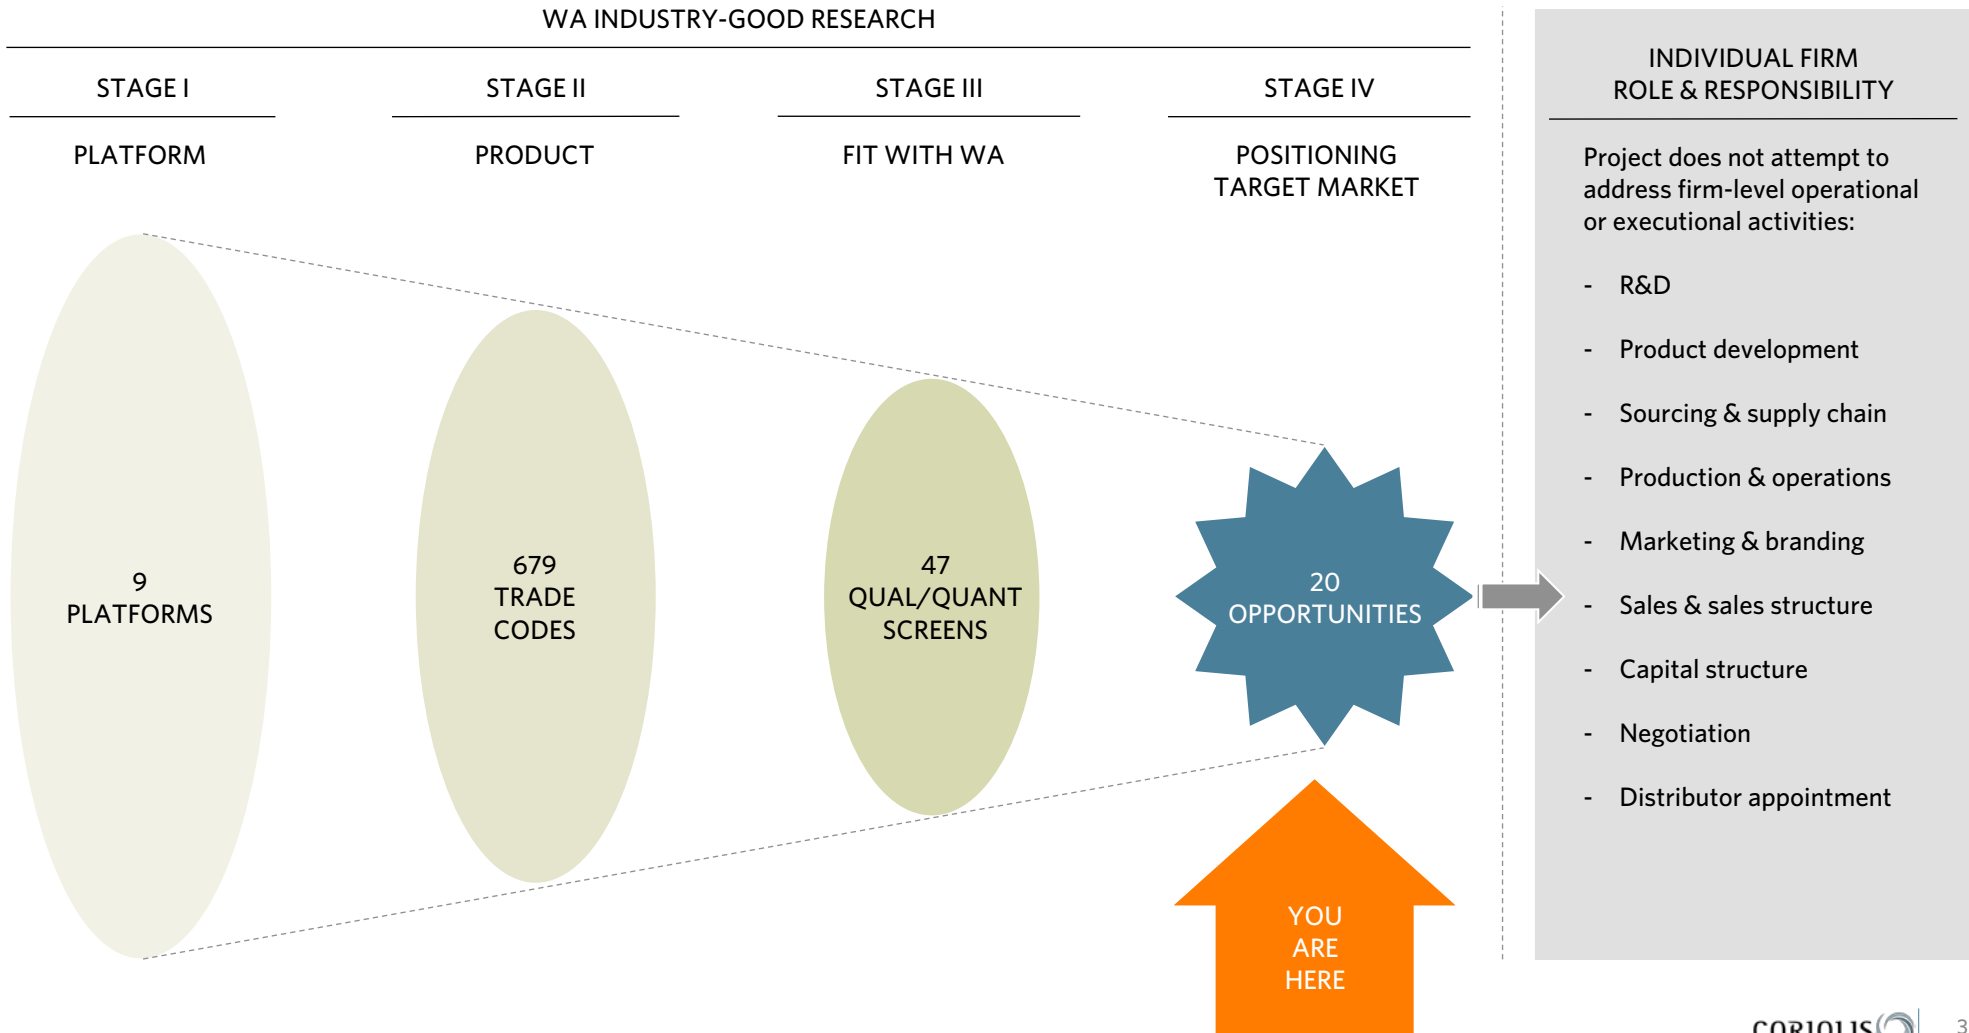 WA INDUSTRY-GOOD RESEARCH
STAGE I
PLATFORM
9
PLATFORMS
STAGE II
PRODUCT
679
TRADE
CODES
STAGE III
FIT WITH WA
47
QUAL/QUANT
SCREENS
STAGE IV
POSITIONING
TARGET MARKET
20
OPPORTUNITIES
YOU
ARE
HERE
INDIVIDUAL FIRM
ROLE & RESPONSIBILITY
Project does not attempt to
address firm-level operational
or executional activities:
- R&D
- Product development
- Sourcing & supply chain
- Production & operations
- Marketing & branding
- Sales & sales structure
- Capital structure
- Negotiation
- Distributor appointment
CORIOLIS
3